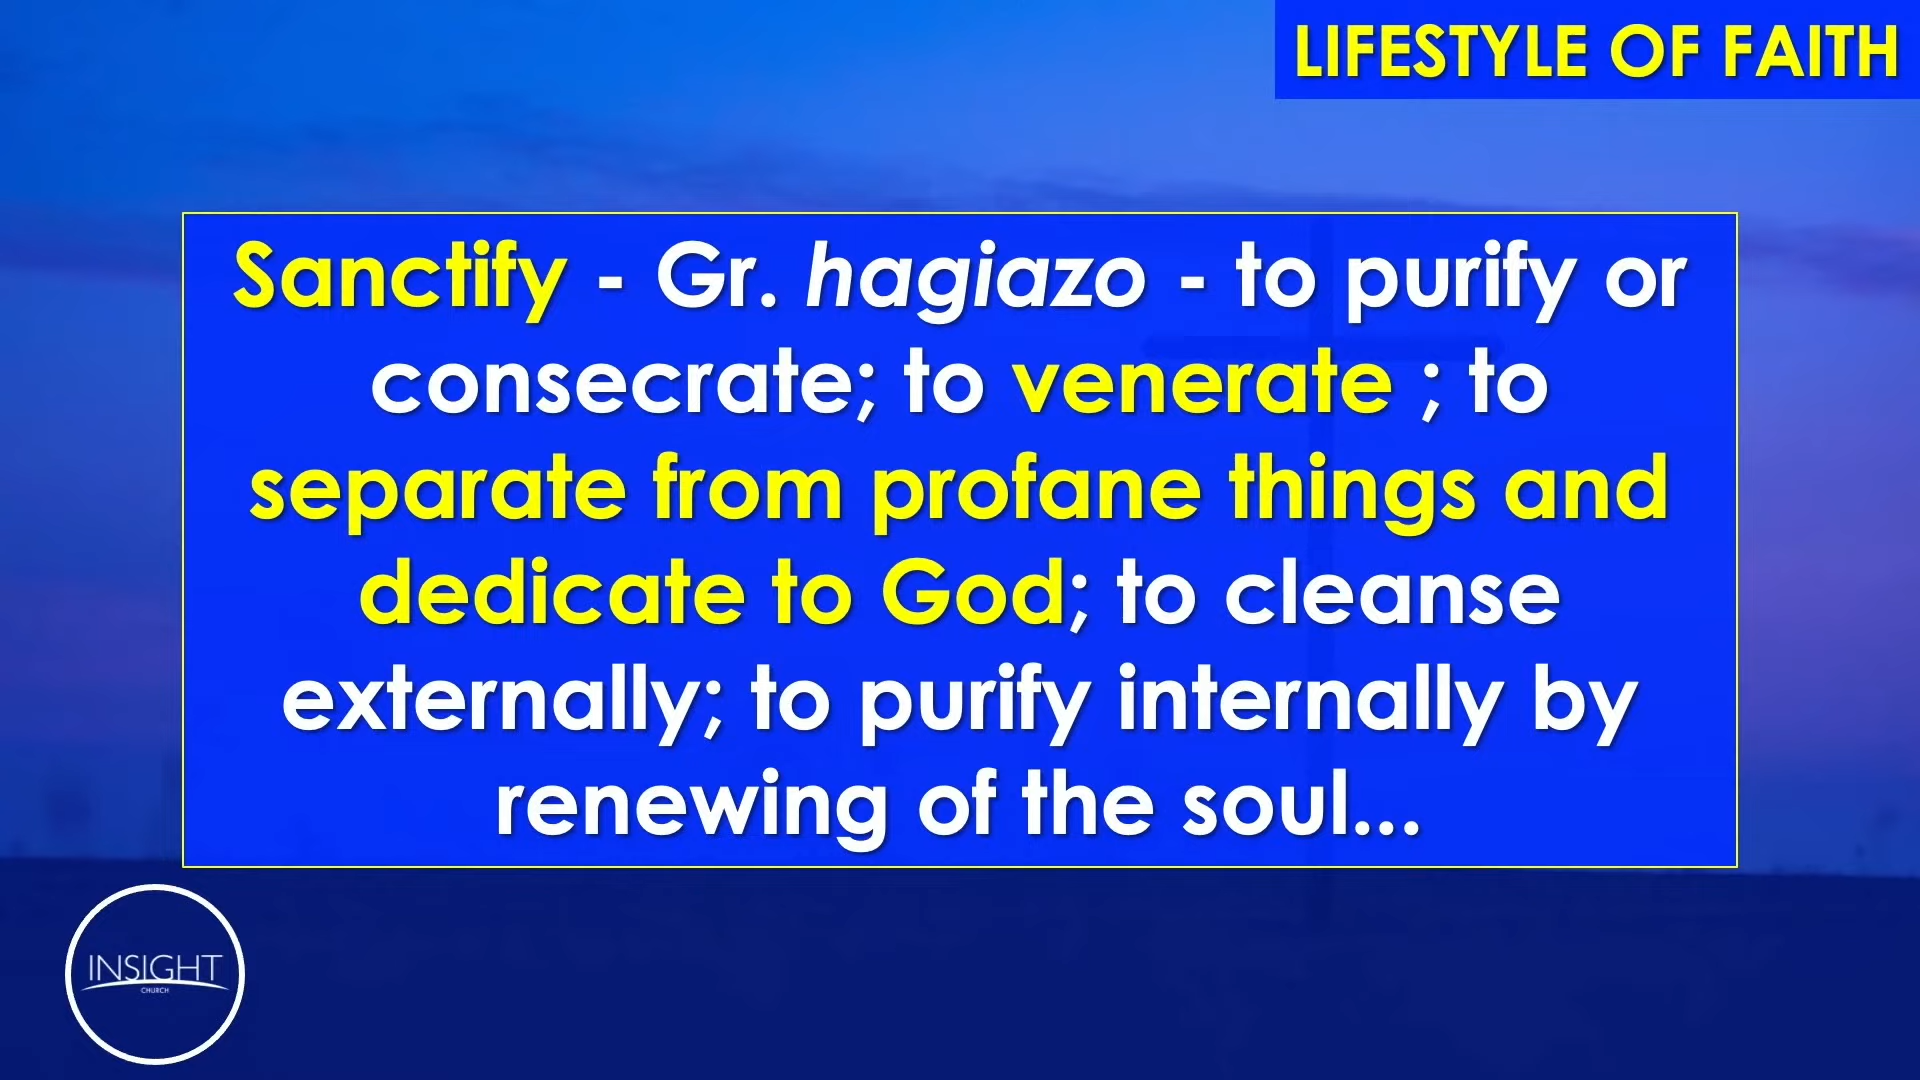 LIFESTYLE OF FAITH
Sanctify - Gr. hagiazo - to purify or
consecrate; to venerate ; to
separate from profane things and
dedicate to God; to cleanse
externally; to purify internally by
renewing of the soul...
INSIGHT
CHURCH